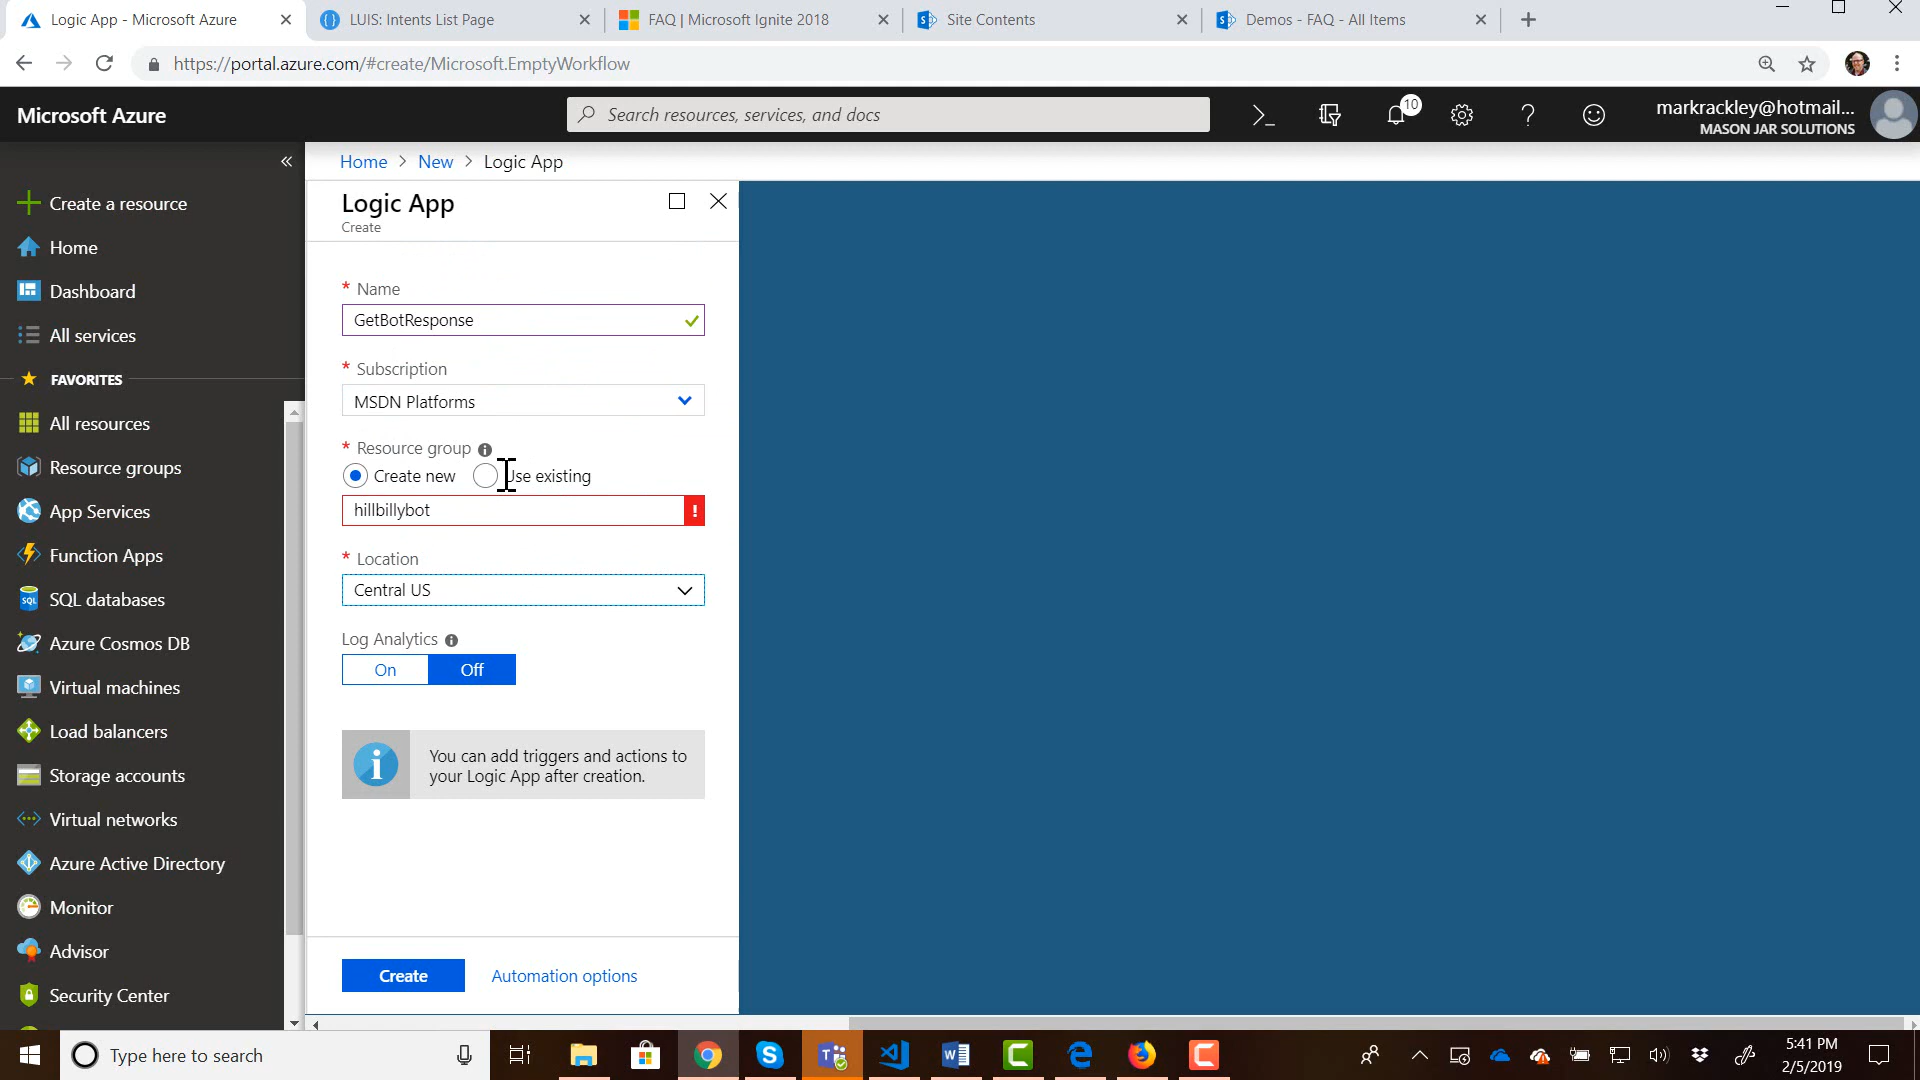 Logic App - Microsoft Azure
LUIS: Intents List Page
FAQ | Microsoft Ignite 2018
Site Contents
Demos - FAQ - All Items
https://portal.azure.com/#create/Microsoft.EmptyWorkflow
Microsoft Azure
Search resources, services, and docs
10
markrackley@hotmail...
MASON JAR SOLUTIONS
Home > New > Logic App
Create a resource
Home
Dashboard
All services
FAVORITES
All resources
Resource groups
App Services
Function Apps
SQL databases
Azure Cosmos DB
Virtual machines
Load balancers
Storage accounts
Virtual networks
Azure Active Directory
Monitor
Advisor
Security Center
Logic App
Create
* Name
GetBotResponse
* Subscription
MSDN Platforms
* Resource group
Create new Use existing
hillbillybot
* Location
Central US
Log Analytics
On Off
You can add triggers and actions to
your Logic App after creation.
Create Automation options
Type here to search
5:41 PM
2/5/2019